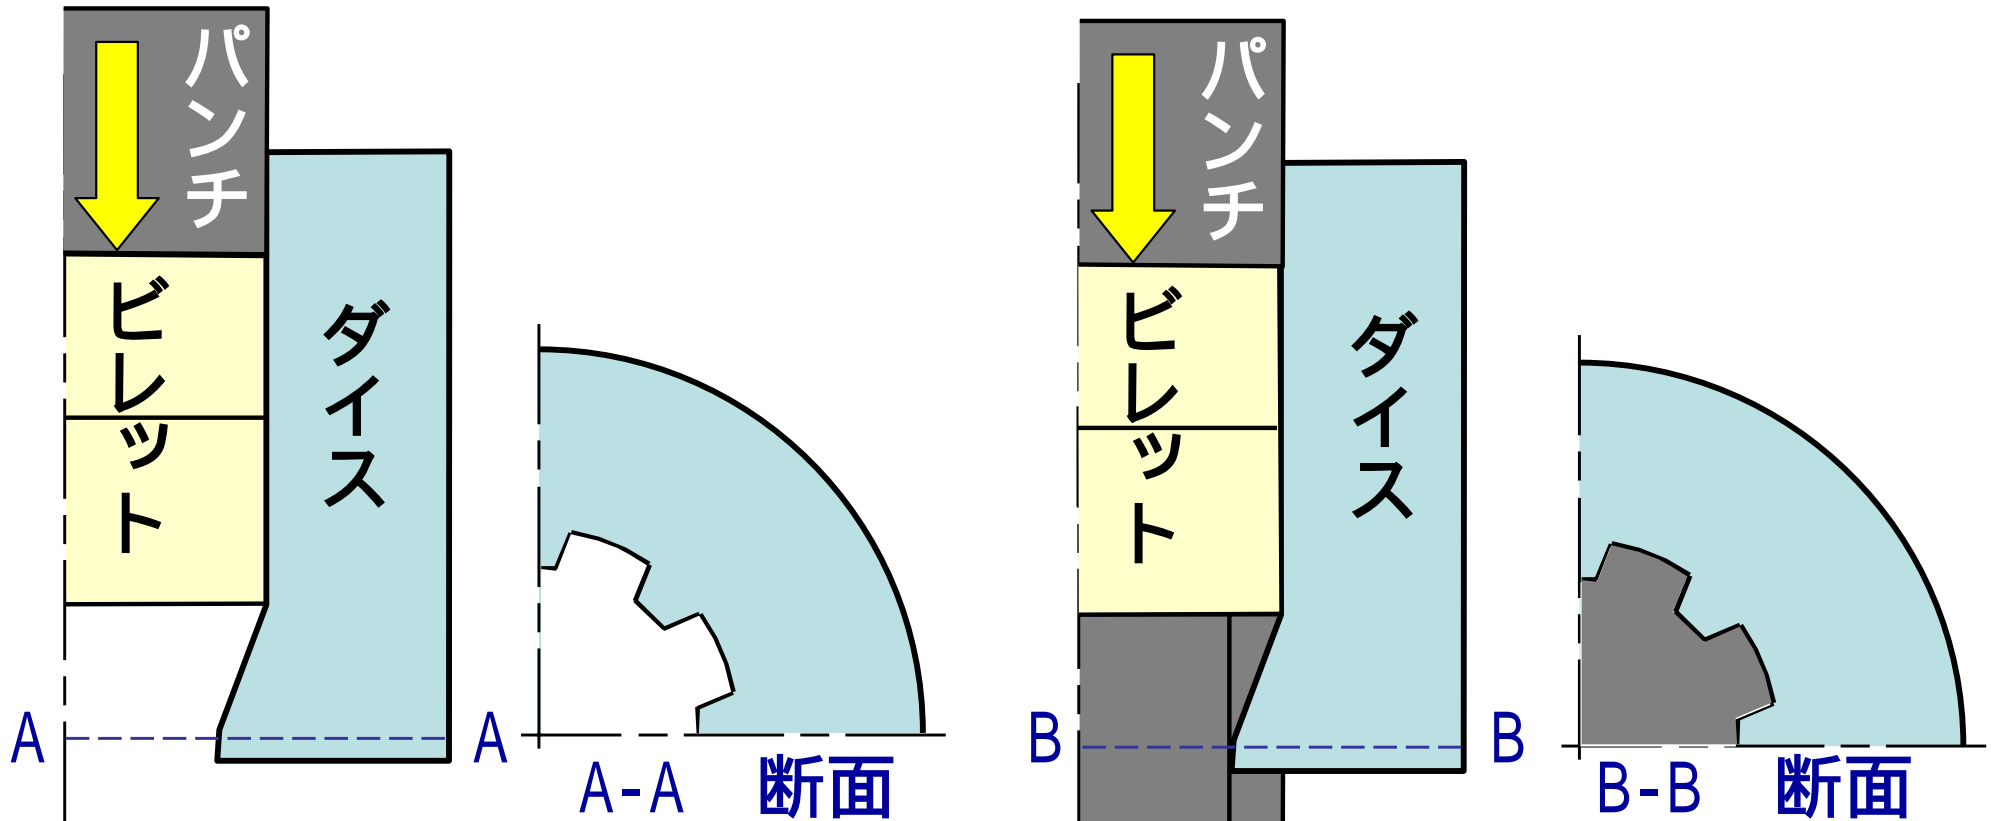 パンチ
ビレット
ダイス
A
A
A-A 断面
パンチ
ビレット
ダイス
B
B
B-B 断面